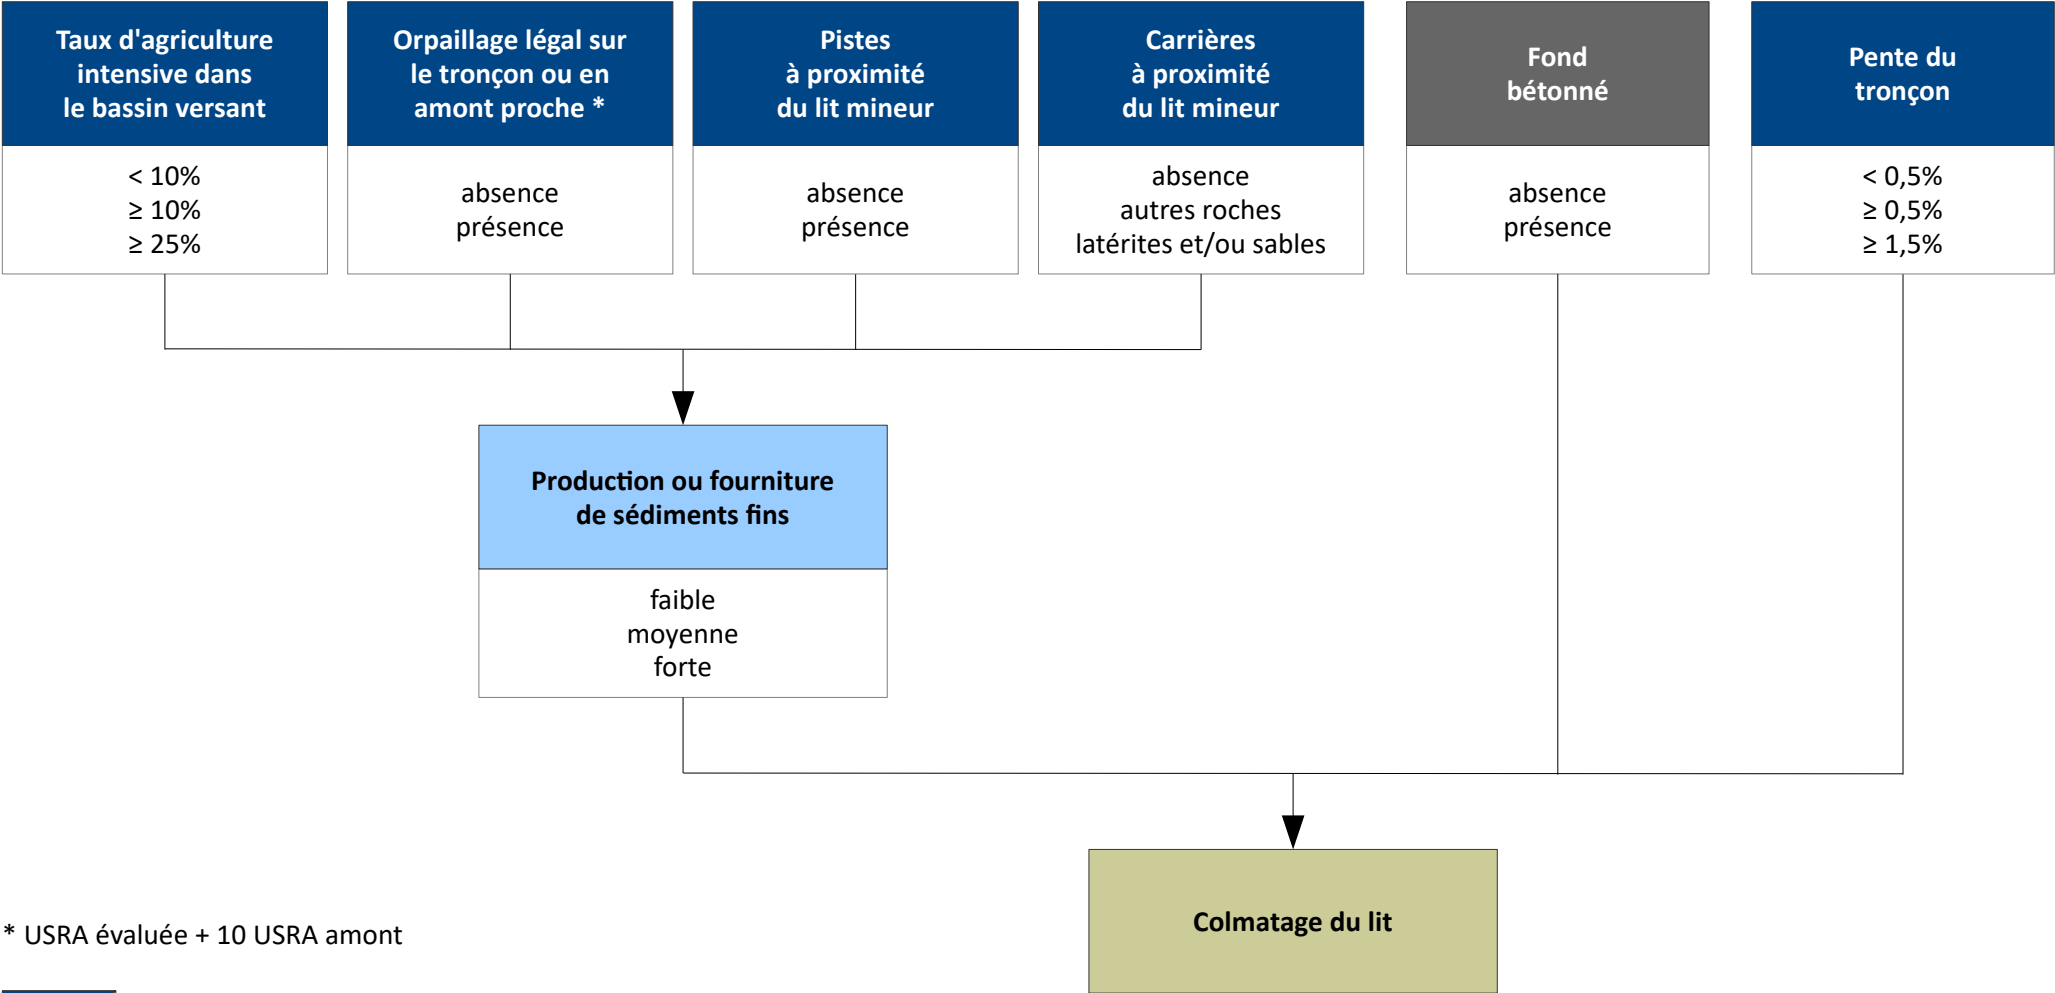 Taux d'agriculture
intensive dans
le bassin versant
< 10%
≥ 10%
≥ 25%
Orpaillage légal sur
le tronçon ou en
amont proche *
absence
présence
Pistes
à proximité
du lit mineur
absence
présence
Carrières
à proximité
du lit mineur
absence
autres roches
latérites et/ou sables
Fond
bétonné
absence
présence
Pente du
tronçon
< 0,5%
≥ 0,5%
≥ 1,5%
Production ou fourniture
de sédiments fins
faible
moyenne
forte
Colmatage du lit
* USRA évaluée + 10 USRA amont